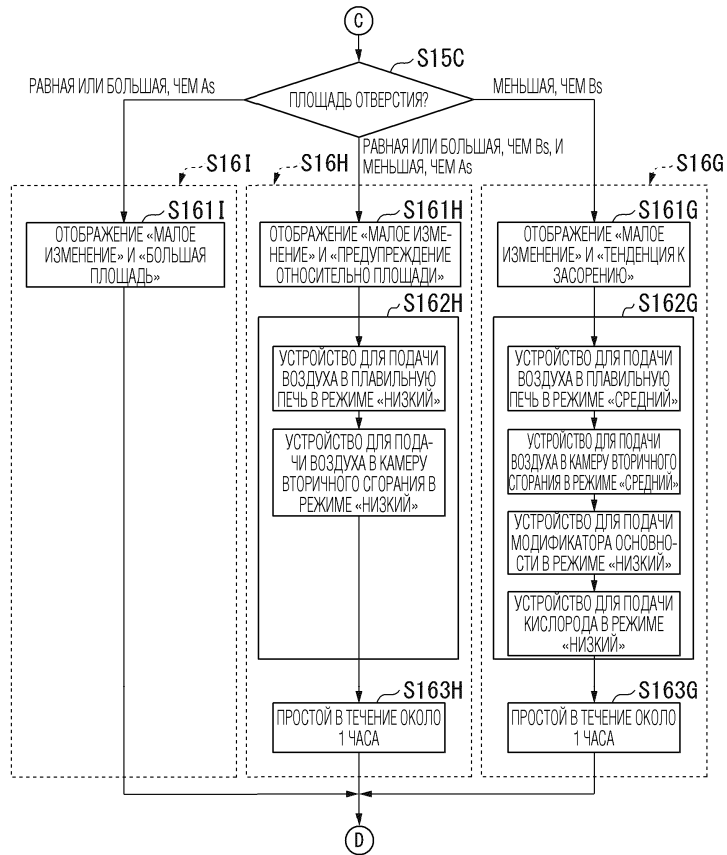 C
S15C
ПЛОЩАДЬ ОТВЕРСТИЯ?
РАВНАЯ ИЛИ БОЛЬШАЯ, ЧЕМ As
МЕНЬШАЯ, ЧЕМ Bs
РАВНАЯ ИЛИ БОЛЬШАЯ, ЧЕМ Bs, И
МЕНЬШАЯ, ЧЕМ As
S16I
S161I
ОТОБРАЖЕНИЕ «МАЛОЕ
ИЗМЕНЕНИЕ» И «БОЛЬШАЯ
ПЛОЩАДЬ»
S16H
S161H
ОТОБРАЖЕНИЕ «МАЛОЕ ИЗМЕ-
НЕНИЕ» И «ПРЕДУПРЕЖДЕНИЕ
ОТНОСИТЕЛЬНО ПЛОЩАДИ»
S162H
УСТРОЙСТВО ДЛЯ ПОДАЧИ
ВОЗДУХА В ПЛАВИЛЬНУЮ
ПЕЧЬ В РЕЖИМЕ «НИЗКИЙ»
УСТРОЙСТВО ДЛЯ ПОДА-
ЧИ ВОЗДУХА В КАМЕРУ
ВТОРИЧНОГО СГОРАНИЯ В
РЕЖИМЕ «НИЗКИЙ»
S163H
ПРОСТОЙ В ТЕЧЕНИЕ ОКОЛО
1 ЧАСА
S16G
S161G
ОТОБРАЖЕНИЕ «МАЛОЕ
ИЗМЕНЕНИЕ» И «ТЕНДЕНЦИЯ К
ЗАСОРЕНИЮ»
S162G
УСТРОЙСТВО ДЛЯ ПОДАЧИ
ВОЗДУХА В ПЛАВИЛЬНУЮ
ПЕЧЬ В РЕЖИМЕ «СРЕДНИЙ»
УСТРОЙСТВО ДЛЯ ПОДАЧИ
ВОЗДУХА В КАМЕРУ ВТОРИЧНОГО
СГОРАНИЯ В РЕЖИМЕ «СРЕДНИЙ»
УСТРОЙСТВО ДЛЯ ПОДАЧИ
МОДИФИКАТОРА ОСНОВНО-
СТИ В РЕЖИМЕ «НИЗКИЙ»
УСТРОЙСТВО ДЛЯ ПОДАЧИ
КИСЛОРОДА В РЕЖИМЕ
«НИЗКИЙ»
S163G
ПРОСТОЙ В ТЕЧЕНИЕ ОКОЛО
1 ЧАСА
D